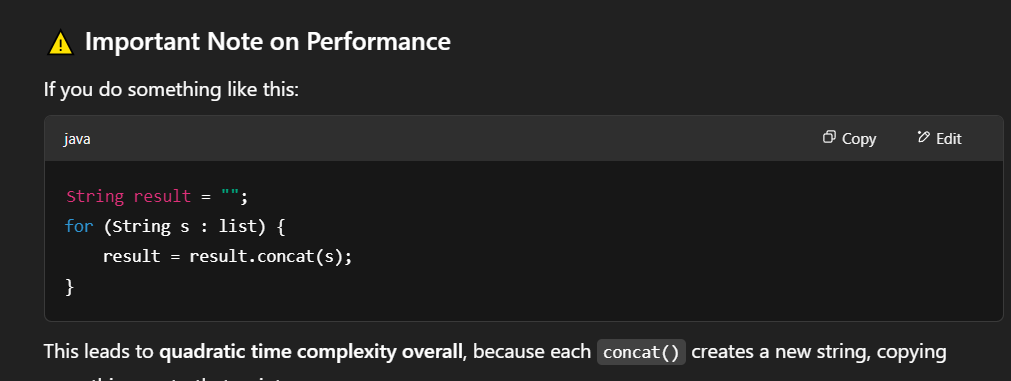 ⚠️ Important Note on Performance
If you do something like this:
java Copy Edit
String result = "";
for (String s : list) {
    result = result.concat(s);
}
This leads to quadratic time complexity overall, because each concat() creates a new string, copying